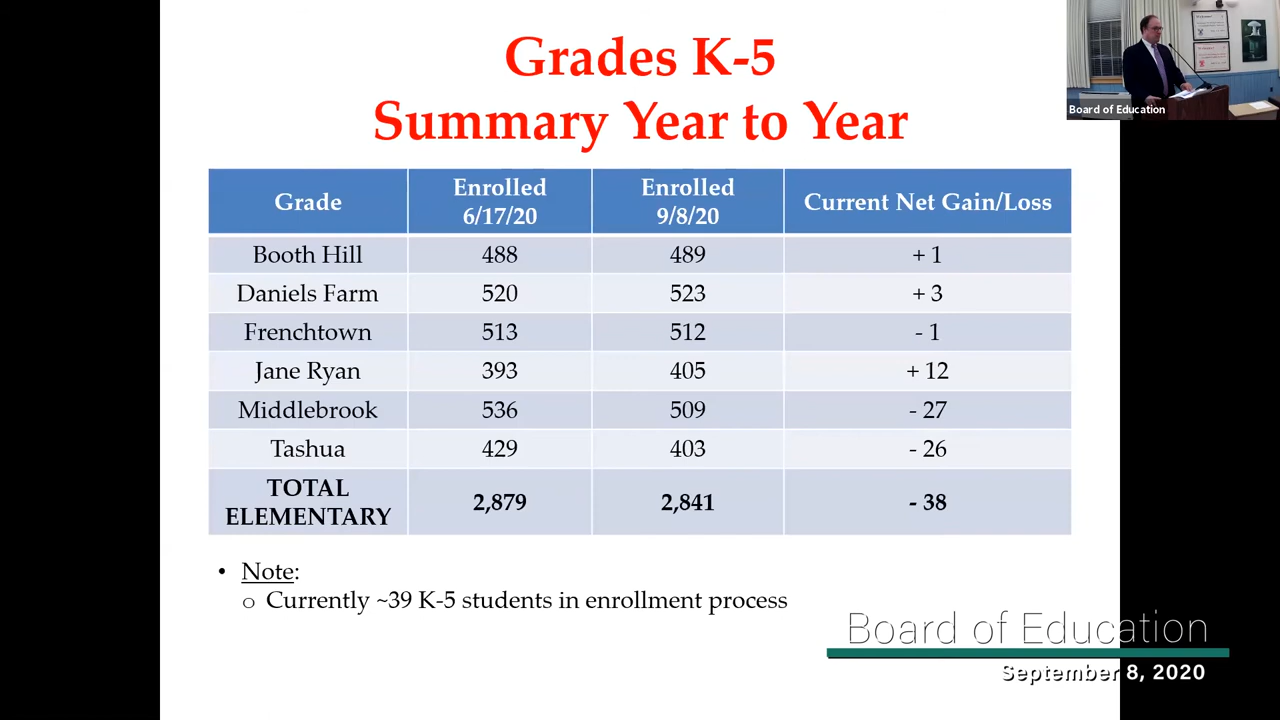 Grades K-5
Summary Year to Year
Grade Enrolled 6/17/20 Enrolled 9/8/20 Current Net Gain/Loss
Booth Hill 488 489 + 1
Daniels Farm 520 523 + 3
Frenchtown 513 512 - 1
Jane Ryan 393 405 + 12
Middlebrook 536 509 - 27
Tashua 429 403 - 26
TOTAL ELEMENTARY 2,879 2,841 - 38
• Note:
o Currently ~39 K-5 students in enrollment process
Board of Education
Board of Education
September 8, 2020